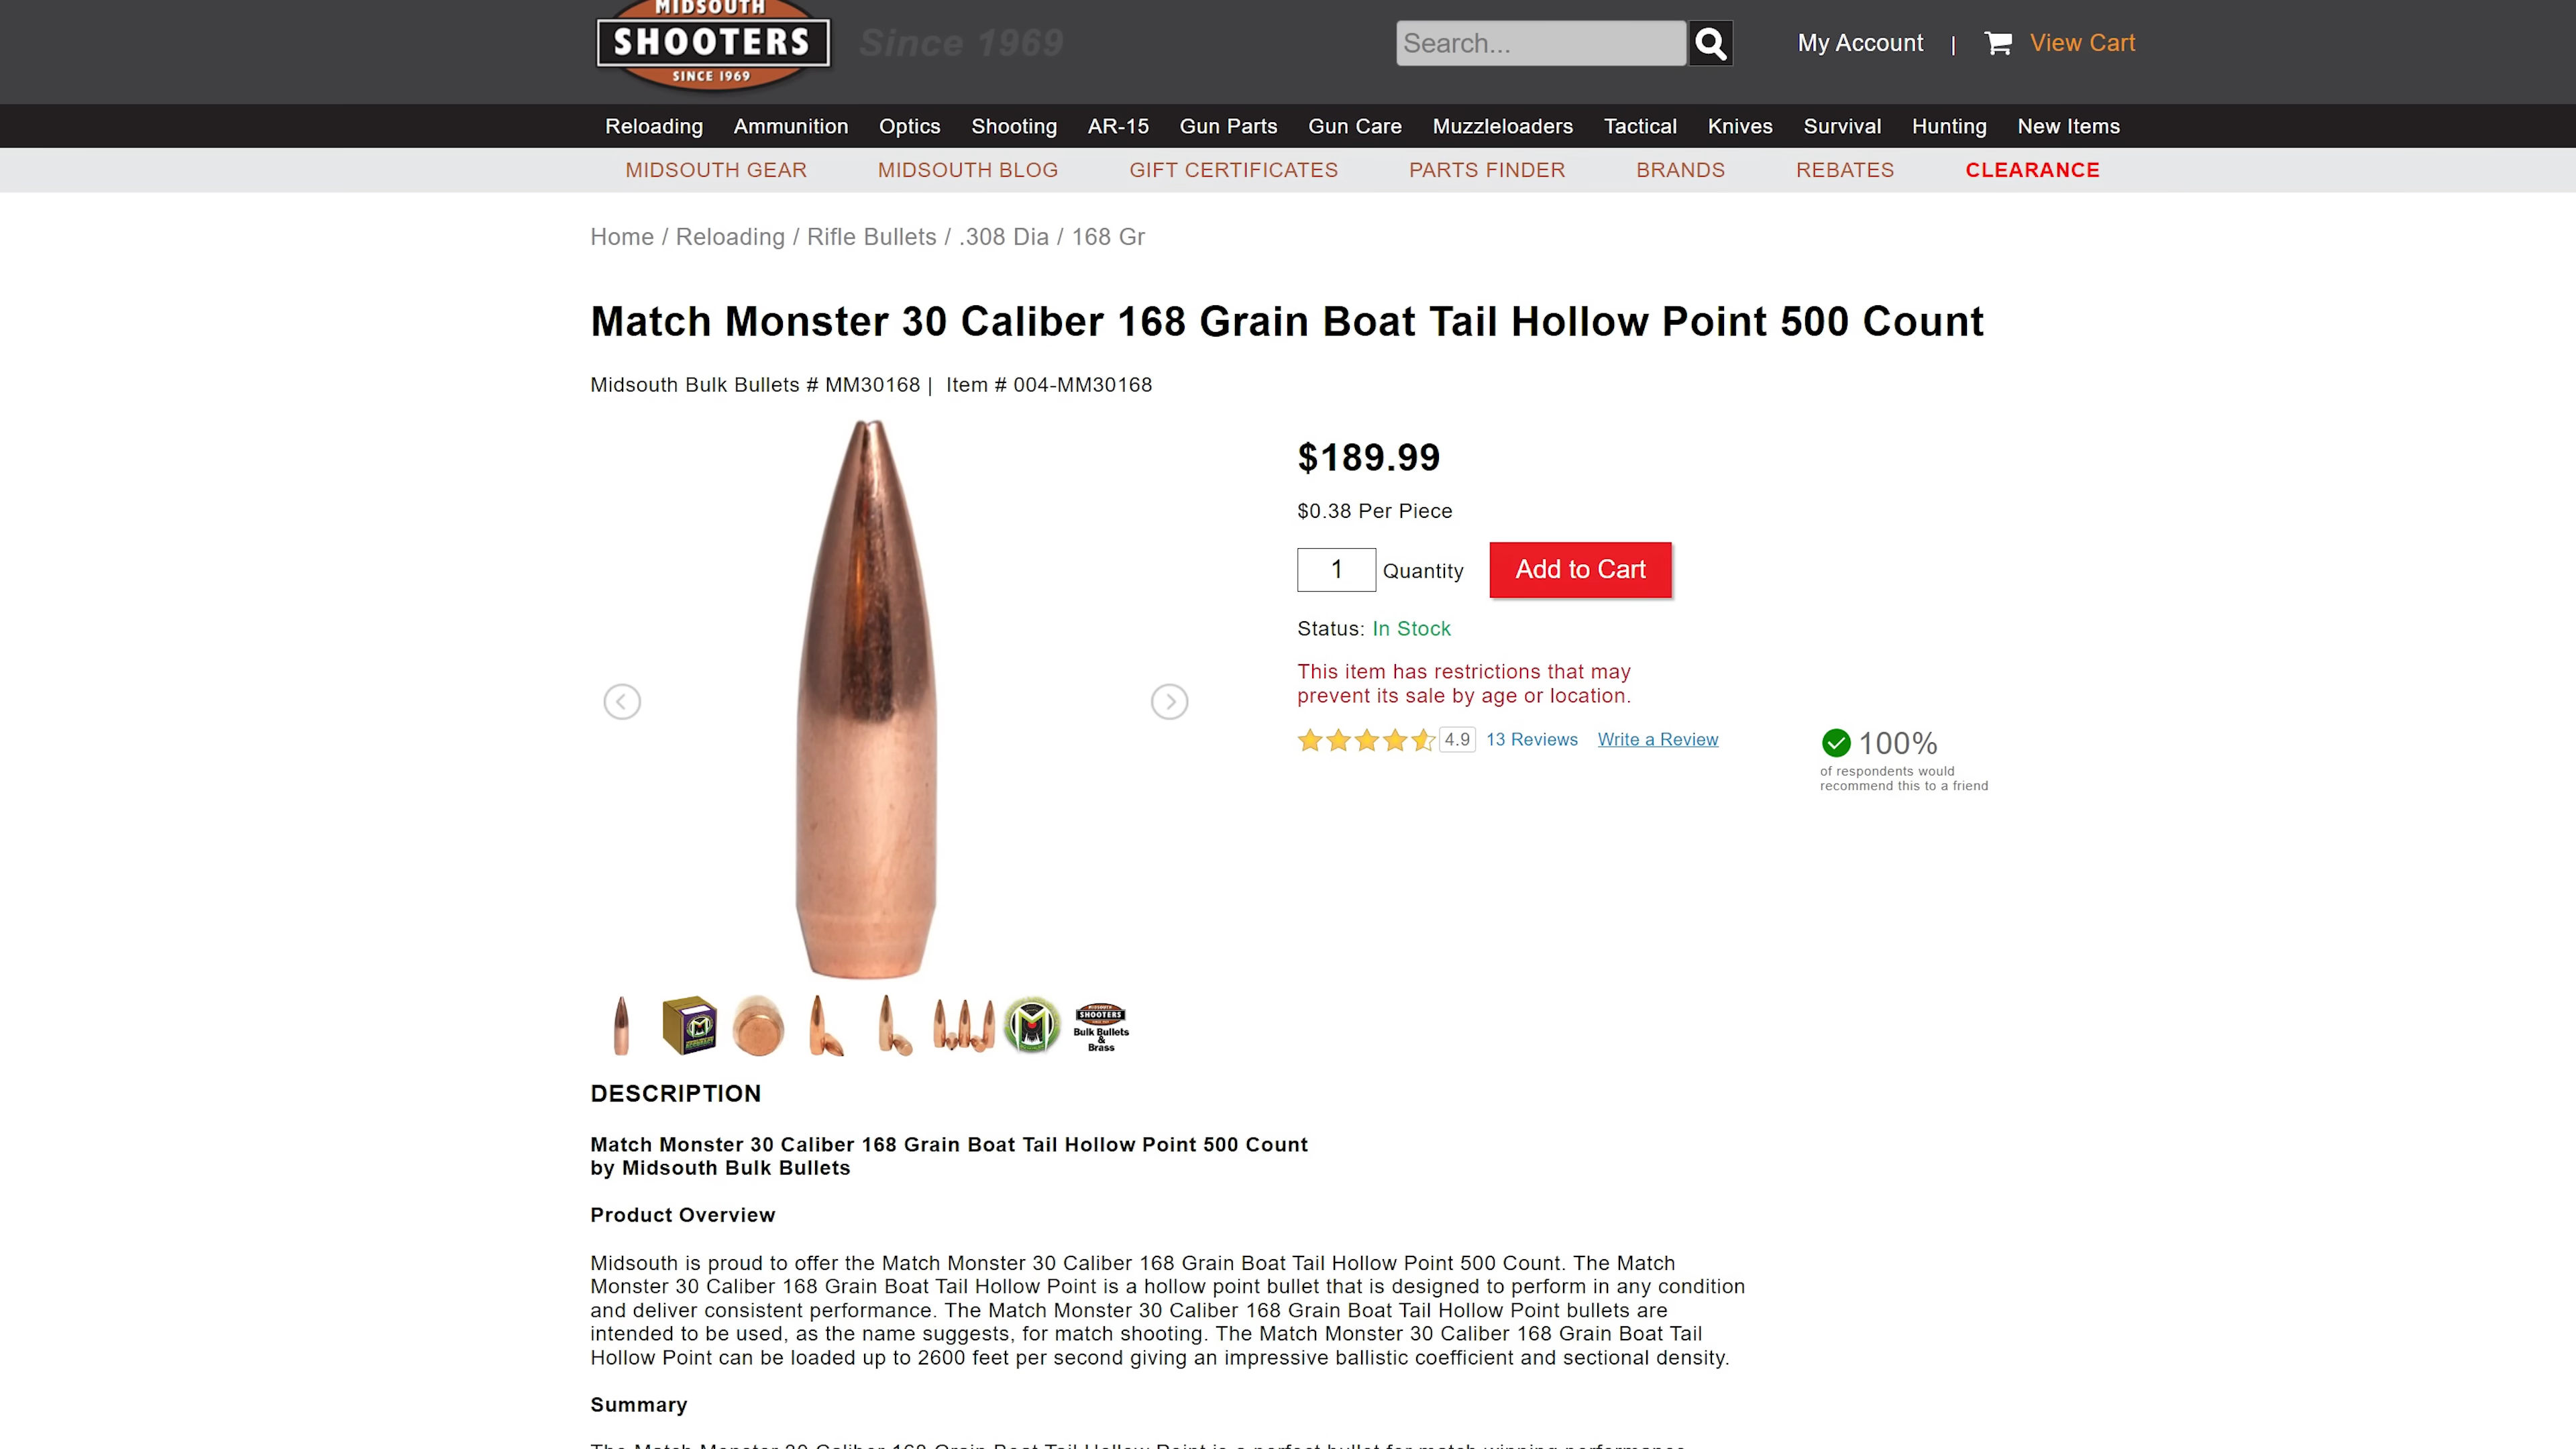 MIDSOUTH
SHOOTERS
SINCE 1969
Since 1969
Search...
My Account | View Cart
Reloading Ammunition Optics Shooting AR-15 Gun Parts Gun Care Muzzleloaders Tactical Knives Survival Hunting New Items
MIDSOUTH GEAR MIDSOUTH BLOG GIFT CERTIFICATES PARTS FINDER BRANDS REBATES CLEARANCE
Home / Reloading / Rifle Bullets / .308 Dia / 168 Gr
Match Monster 30 Caliber 168 Grain Boat Tail Hollow Point 500 Count
Midsouth Bulk Bullets # MM30168 | Item # 004-MM30168
$189.99
$0.38 Per Piece
1 Quantity Add to Cart
Status: In Stock
This item has restrictions that may
prevent its sale by age or location.
4.9 13 Reviews Write a Review
100%
of respondents would
recommend this to a friend
SHOOTERS
Bulk Bullets
&
Brass
DESCRIPTION
Match Monster 30 Caliber 168 Grain Boat Tail Hollow Point 500 Count
by Midsouth Bulk Bullets
Product Overview
Midsouth is proud to offer the Match Monster 30 Caliber 168 Grain Boat Tail Hollow Point 500 Count. The Match
Monster 30 Caliber 168 Grain Boat Tail Hollow Point is a hollow point bullet that is designed to perform in any condition
and deliver consistent performance. The Match Monster 30 Caliber 168 Grain Boat Tail Hollow Point bullets are
intended to be used, as the name suggests, for match shooting. The Match Monster 30 Caliber 168 Grain Boat Tail
Hollow Point can be loaded up to 2600 feet per second giving an impressive ballistic coefficient and sectional density.
Summary